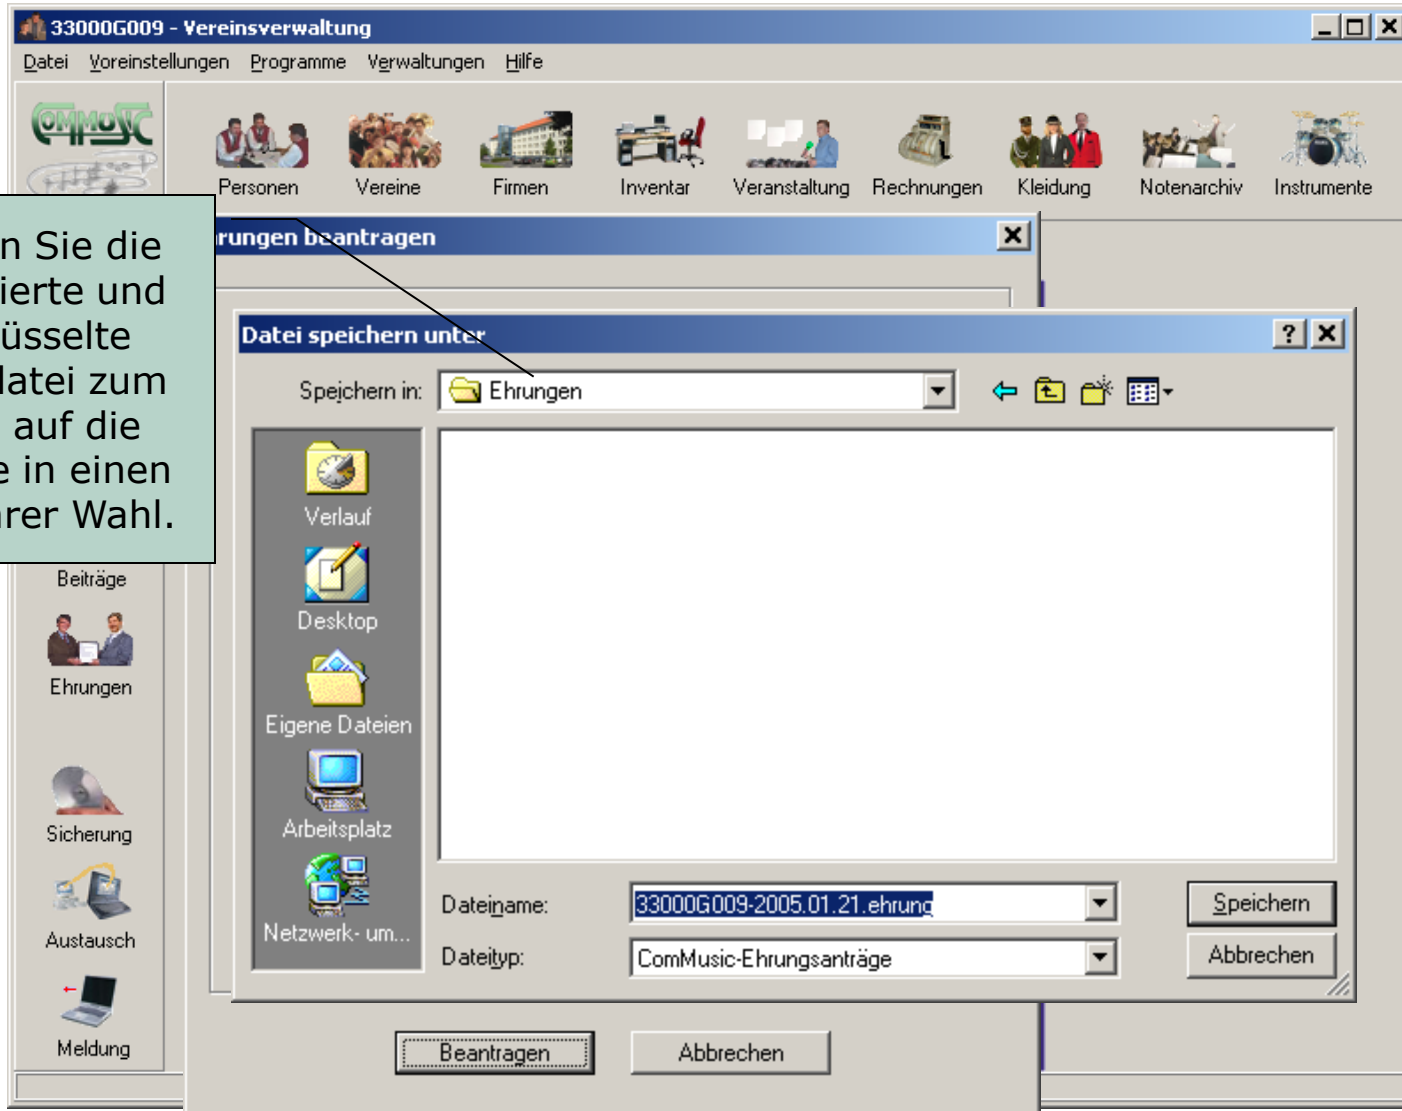 33000G009 - Vereinsverwaltung
Datei Voreinstellungen Programme Verwaltungen Hilfe
COMMUSIC
Personen Vereine Firmen Inventar Veranstaltung Rechnungen Kleidung Notenarchiv Instrumente
n Sie die
ierte und
üsselte
datei zum
auf die
e in einen
hrer Wahl.
rungen beantragen
Datei speichern unter
Speichern in: Ehrungen
Verlauf
Desktop
Eigene Dateien
Arbeitsplatz
Netzwerk- um...
Dateiname: 33000G009-2005.01.21.ehrung Speichern
Dateityp: ComMusic-Ehrungsanträge Abbrechen
Beiträge
Ehrungen
Sicherung
Austausch
Meldung
Beantragen Abbrechen